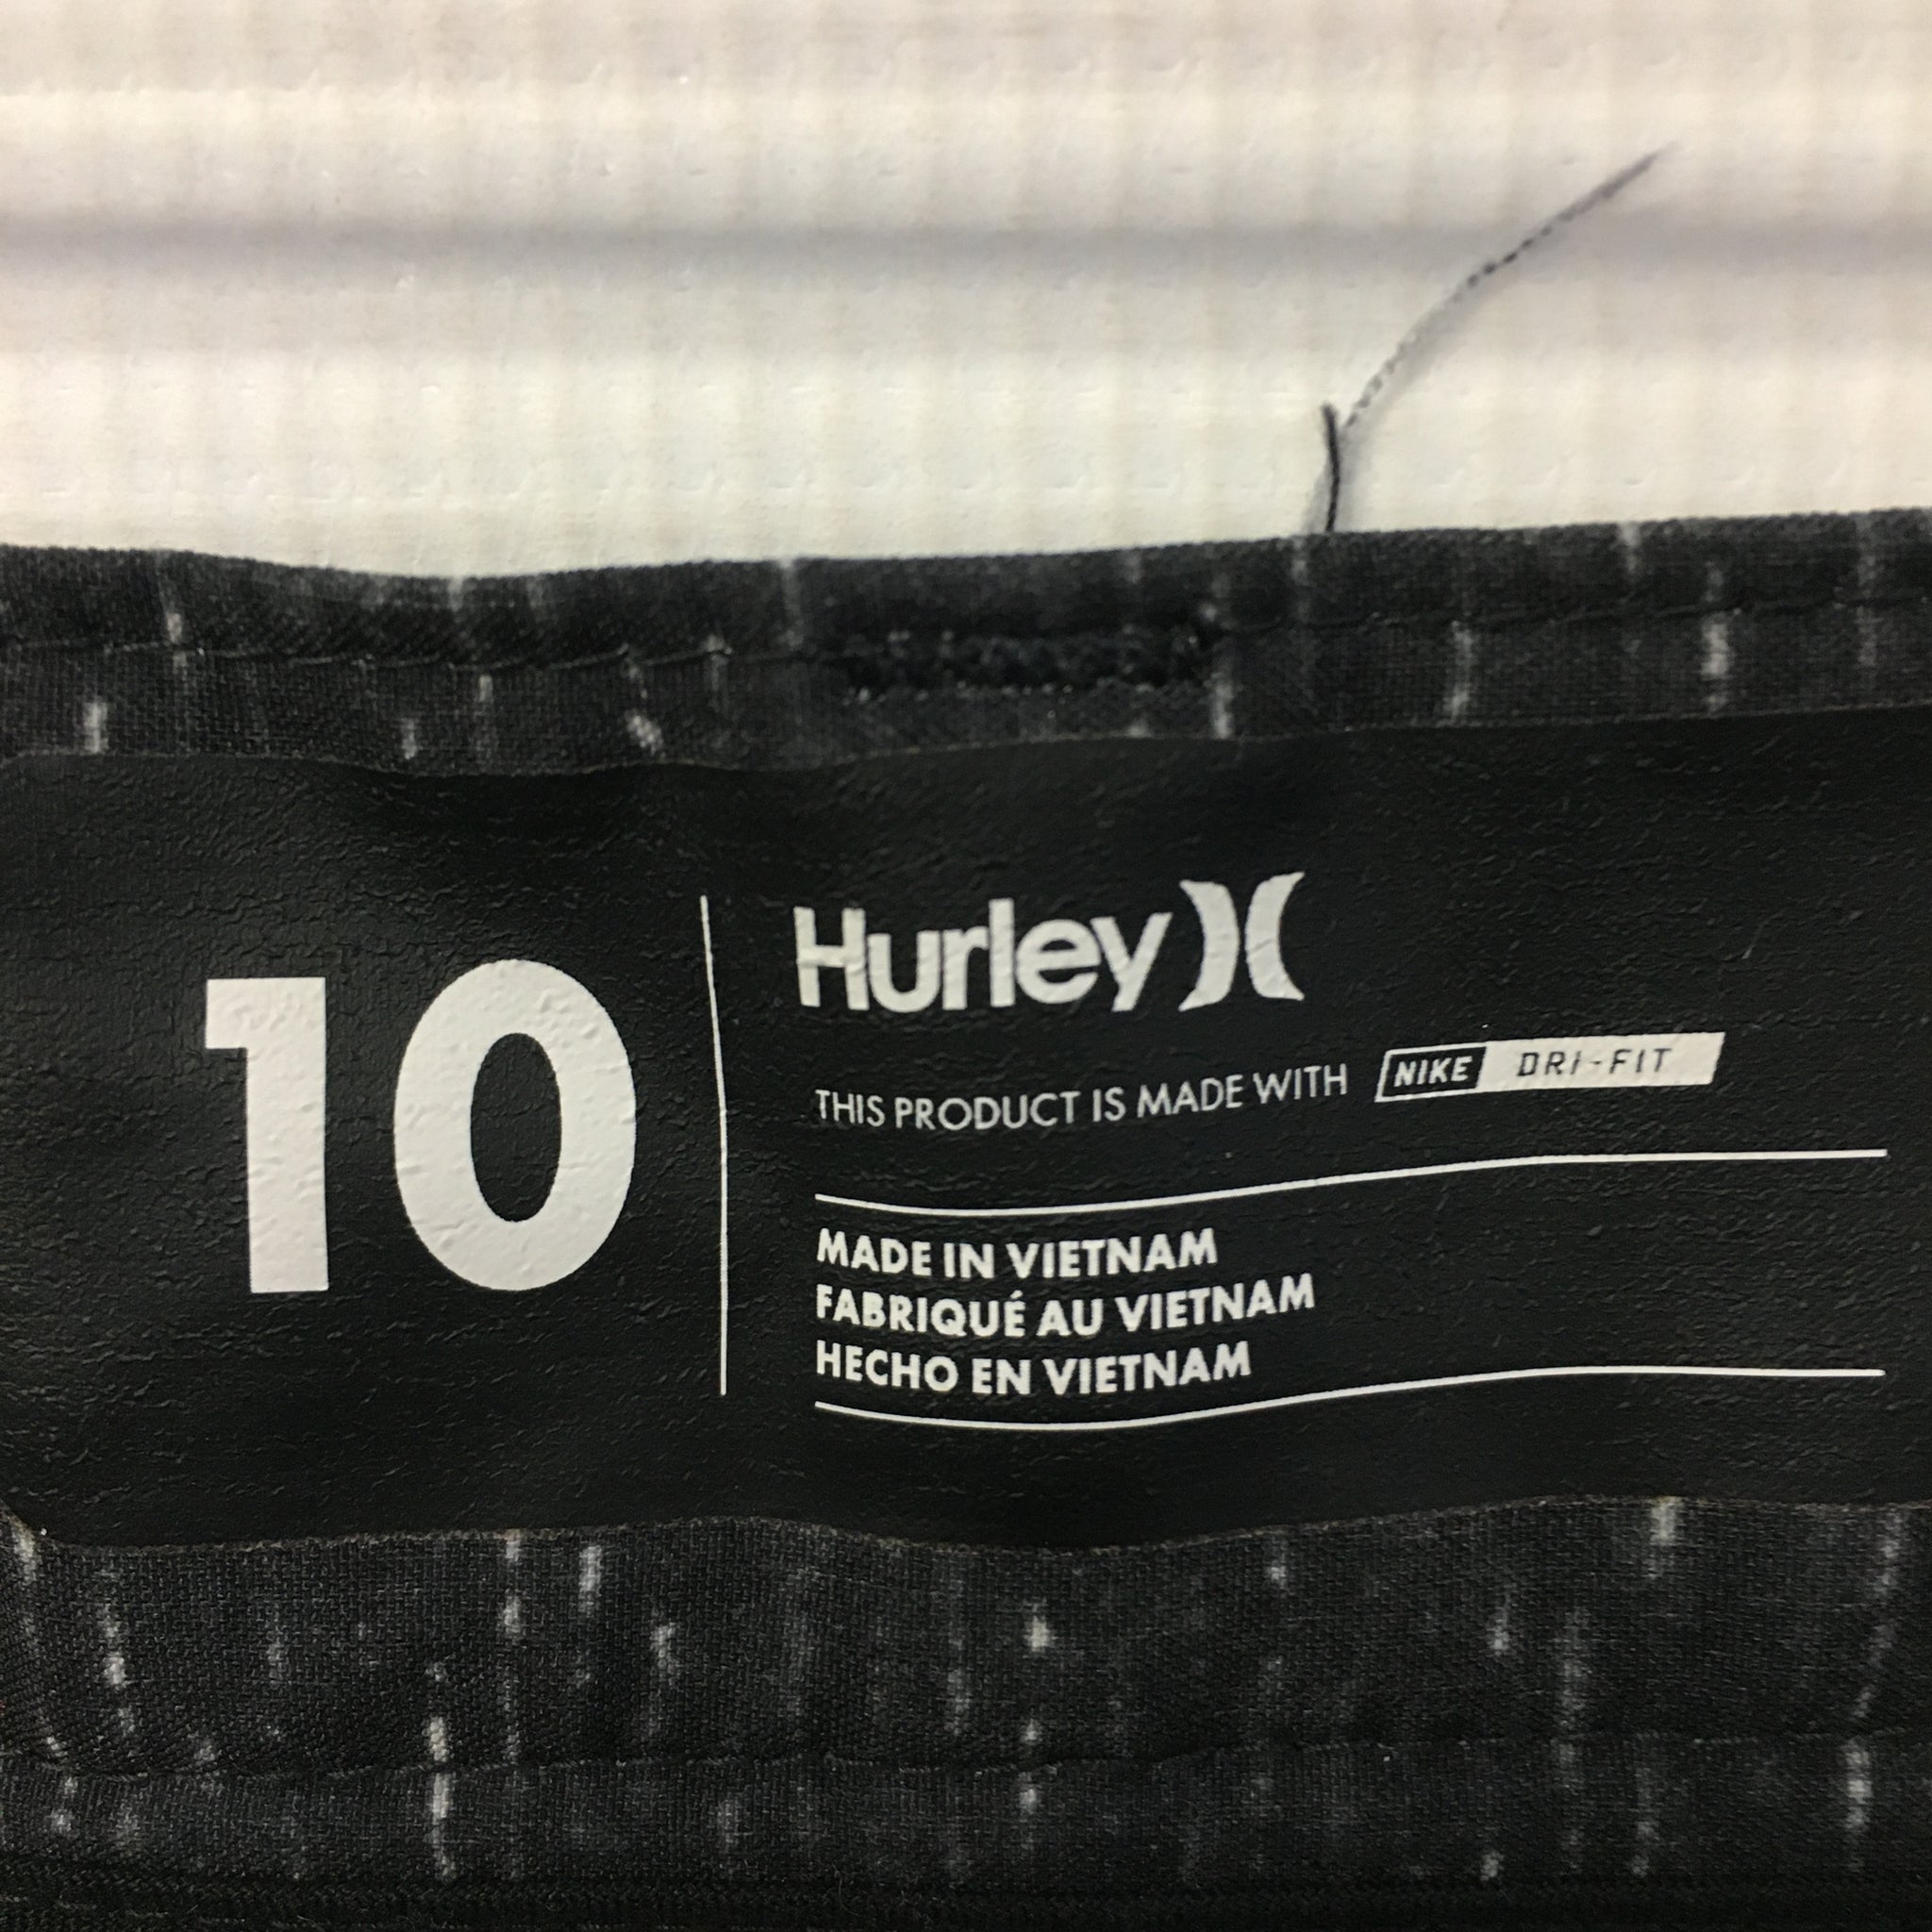 10
Hurley
THIS PRODUCT IS MADE WITH NIKE DRI-FIT
MADE IN VIETNAM
FABRIQUÉ AU VIETNAM
HECHO EN VIETNAM